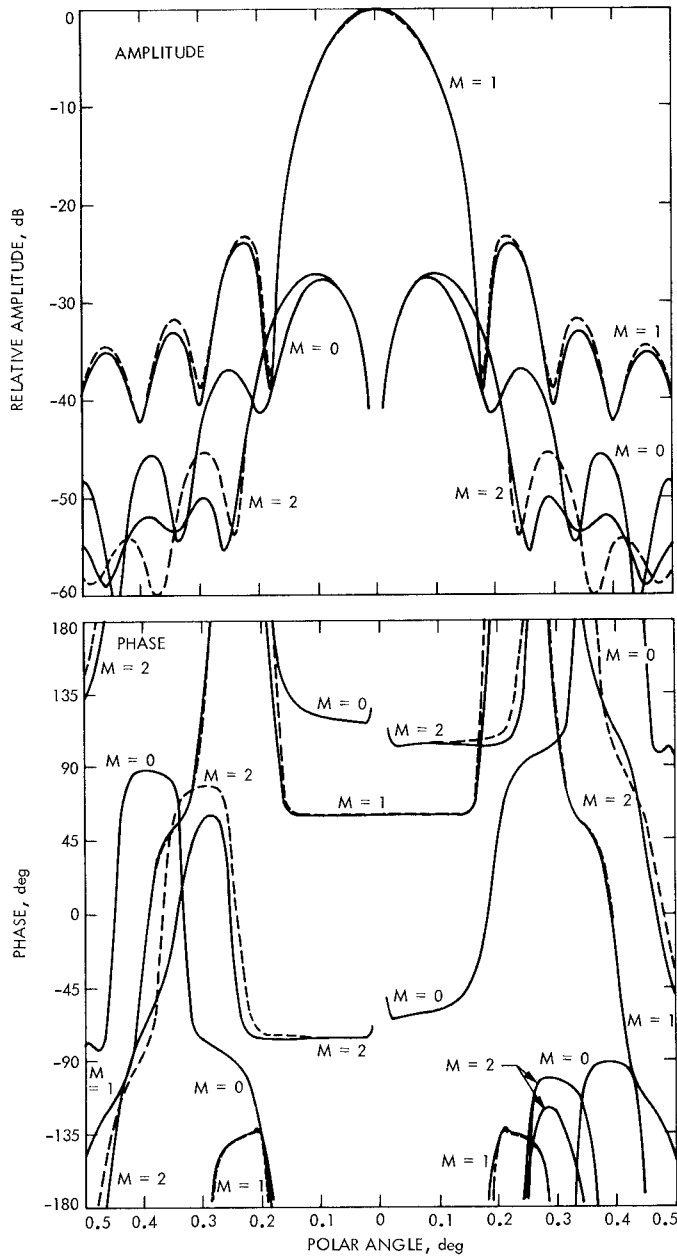 0
AMPLITUDE
M = 1
-10
-20
RELATIVE AMPLITUDE, dB
-30
M = 0
M = 1
-40
M = 0
-50
M = 2
M = 2
-60
180
PHASE
M = 2
M = 0
135
M = 0
M = 2
90
M = 0
M = 2
M = 1
M = 2
45
PHASE, deg
0
-45
M = 0
M = 1
M = 2
-90
M = 1
M = 0
M = 2
M = 0
-135
M = 2
M = 1
M = 1
-180
0.5 0.4 0.3 0.2 0.1 0 0.1 0.2 0.3 0.4 0.5
POLAR ANGLE, deg